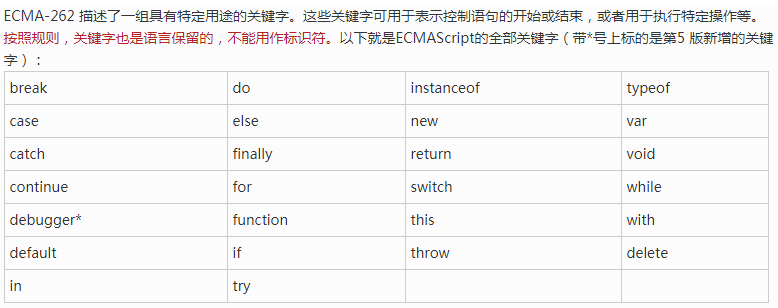 ECMA-262 描述了一组具有特定用途的关键字。这些关键字可用于表示控制语句的开始或结束，或者用于执行特定操作等。
按照规则，关键字也是语言保留的，不能用作标识符。以下就是ECMAScript的全部关键字（带*号上标的是第5 版新增的关键
字）：
break do instanceof typeof
case else new var
catch finally return void
continue for switch while
debugger* function this with
default if throw delete
in try